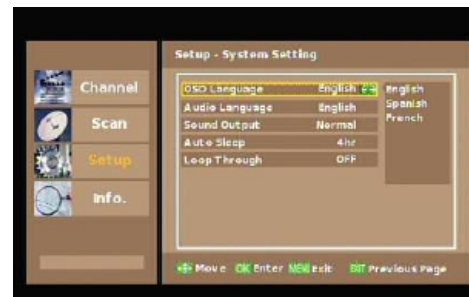 Setup - System Setting
Channel
Scan
Setup
Info.
OSD Language English
Audio Language English
Sound Output Normal
Auto Sleep 4hr
Loop Through OFF
English
Spanish
French
Move OK Enter MENU Exit EXIT Previous Page